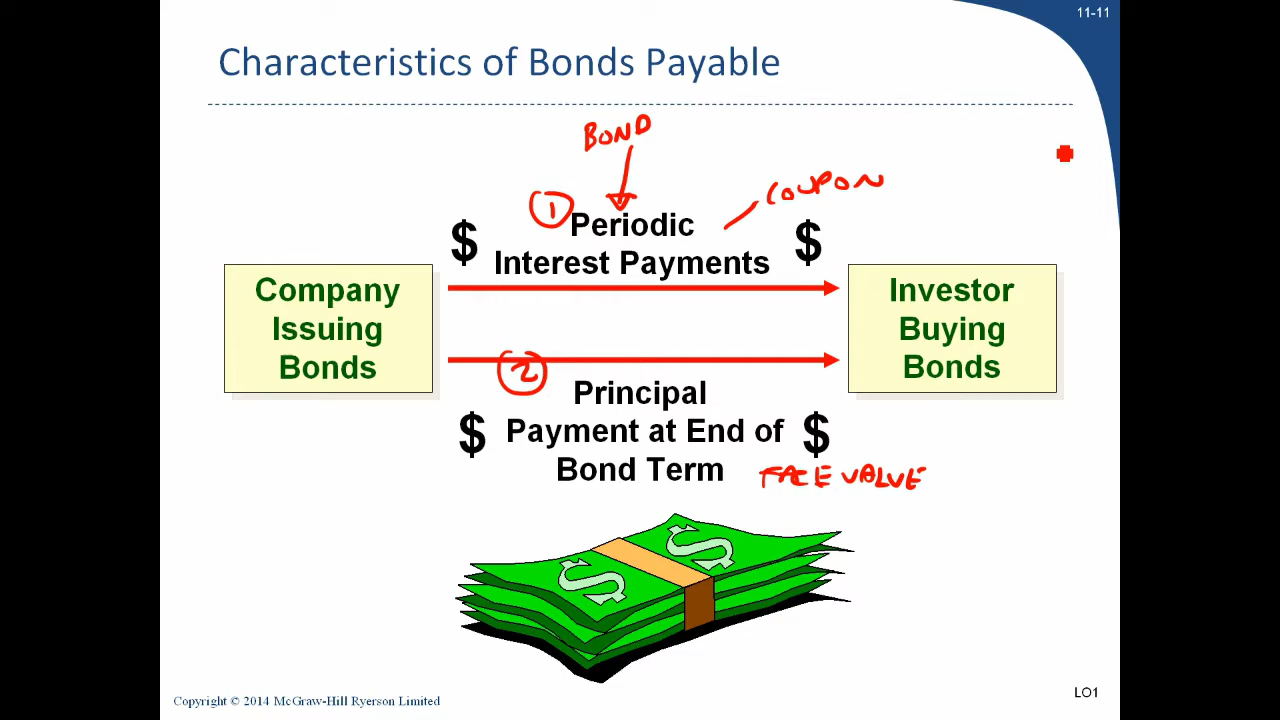 11-11
Characteristics of Bonds Payable
BOND
COUPON
1 Periodic
$ Interest Payments $
Company
Issuing
Bonds
Investor
Buying
Bonds
2
Principal
$ Payment at End of $
Bond Term
FACE VALUE
$ $
Copyright © 2014 McGraw-Hill Ryerson Limited
LO1